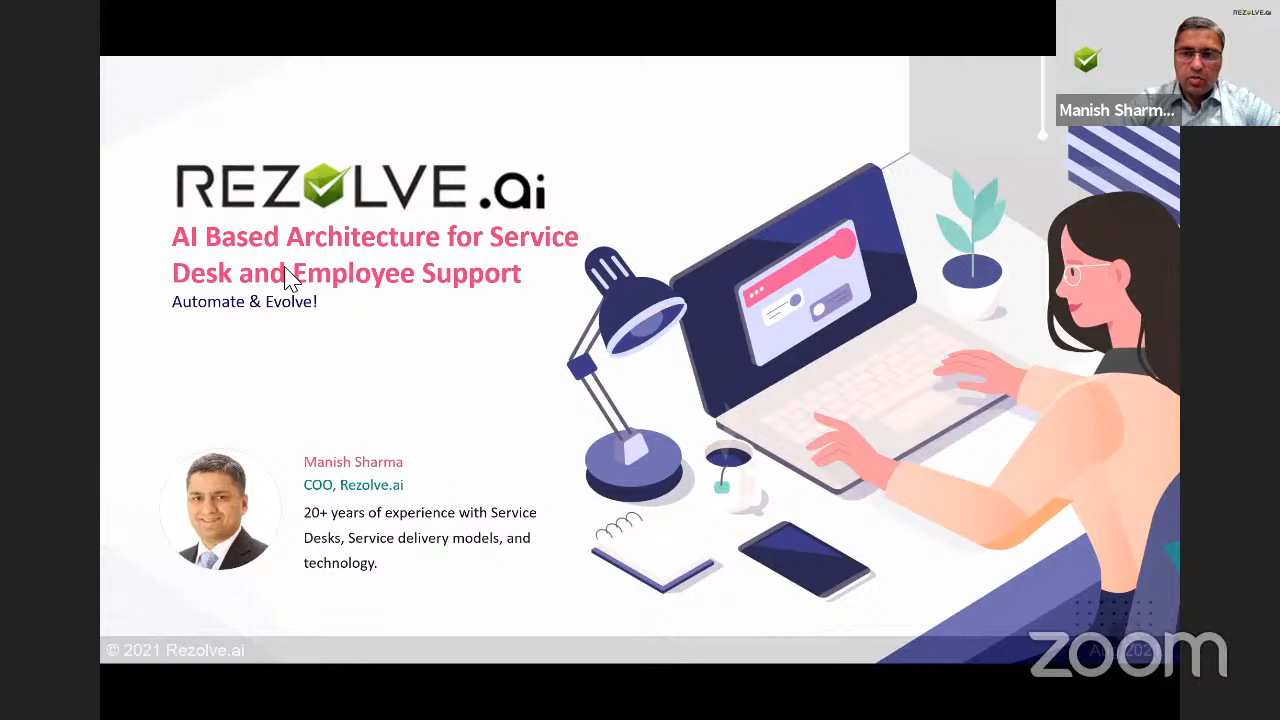 REZOLVE.ai
Manish Sharm...
REZOLVE.ai
AI Based Architecture for Service
Desk and Employee Support
Automate & Evolve!
Manish Sharma
COO, Rezolve.ai
20+ years of experience with Service
Desks, Service delivery models, and
technology.
© 2021 Rezolve.ai
zoom